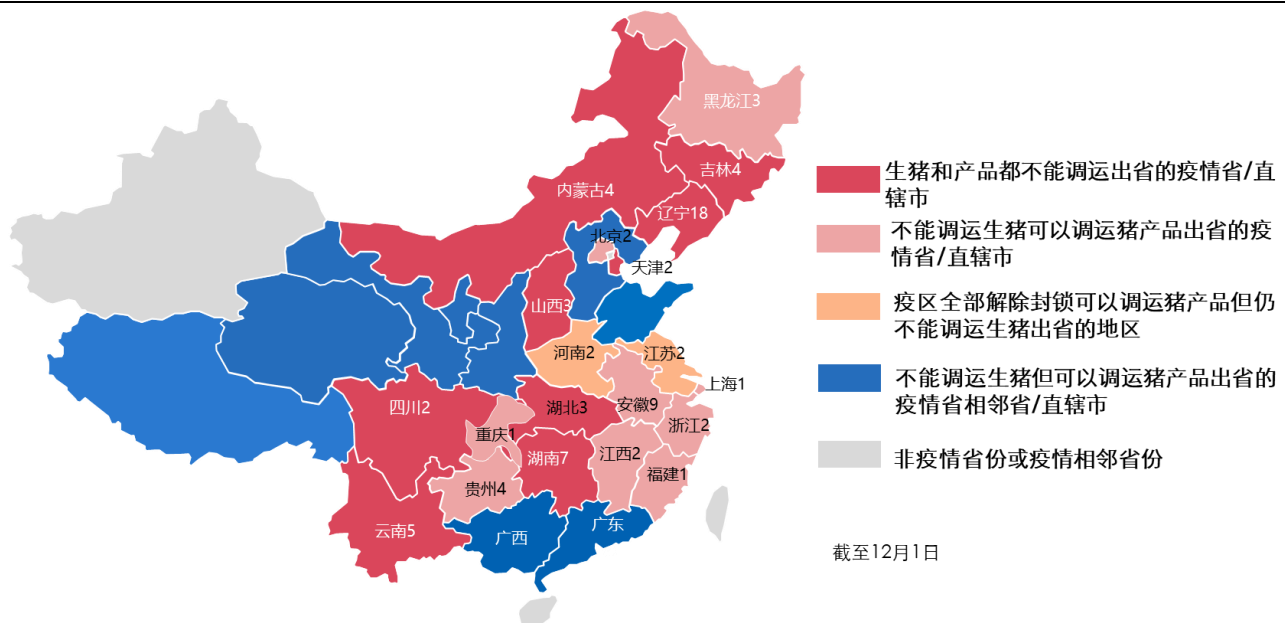 黑龙江3
吉林4
内蒙古4
辽宁18
北京2
天津2
山西3
河南2
江苏2
上海1
四川2
湖北3
安徽9
浙江2
重庆1
湖南7
江西2
福建1
贵州4
云南5
广西
广东
生猪和产品都不能调运出省的疫情省/直
辖市
不能调运生猪可以调运猪产品出省的疫
情省/直辖市
疫区全部解除封锁可以调运猪产品但仍
不能调运生猪出省的地区
不能调运生猪但可以调运猪产品出省的
疫情省相邻省/直辖市
非疫情省份或疫情相邻省份
截至12月1日